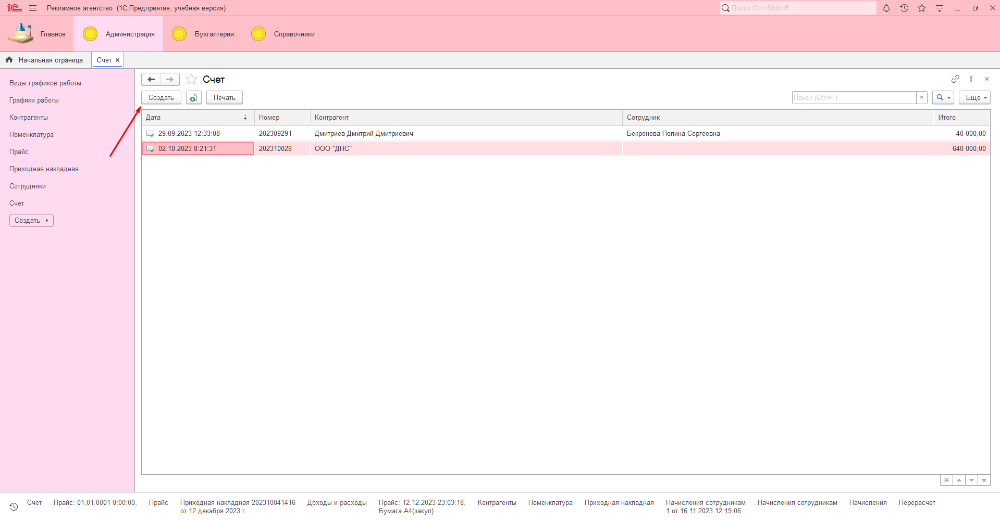 1С Рекламное агентство (1С:Предприятие, учебная версия) Поиск Ctrl+Shift+F
Главное Администрация Бухгалтерия Справочники
Начальная страница Счет ×
Виды графиков работы
Графики работы
Контрагенты
Номенклатура
Прайс
Приходная накладная
Сотрудники
Счет
Создать
Счет
Создать Печать Поиск (Ctrl+F) × Еще
Дата Номер Контрагент Сотрудник Итого
29.09.2023 12:33:08 202309291 Дмитриев Дмитрий Дмитриевич Бекренева Полина Сергеевна 40 000,00
02.10.2023 8:21:31 202310028 ООО "ДНС" 640 000,00
Счет Прайс: 01.01.0001 0:00:00, Прайс Приходная накладная 202310041416 Доходы и расходы Прайс: 12.12.2023 23:03:18, Контрагенты Номенклатура Приходная накладная Начисления сотрудникам Начисления сотрудникам Начисления Перерасчет
от 12 декабря 2023 г. Бумага А4(закуп) 1 от 16.11.2023 12:19:06